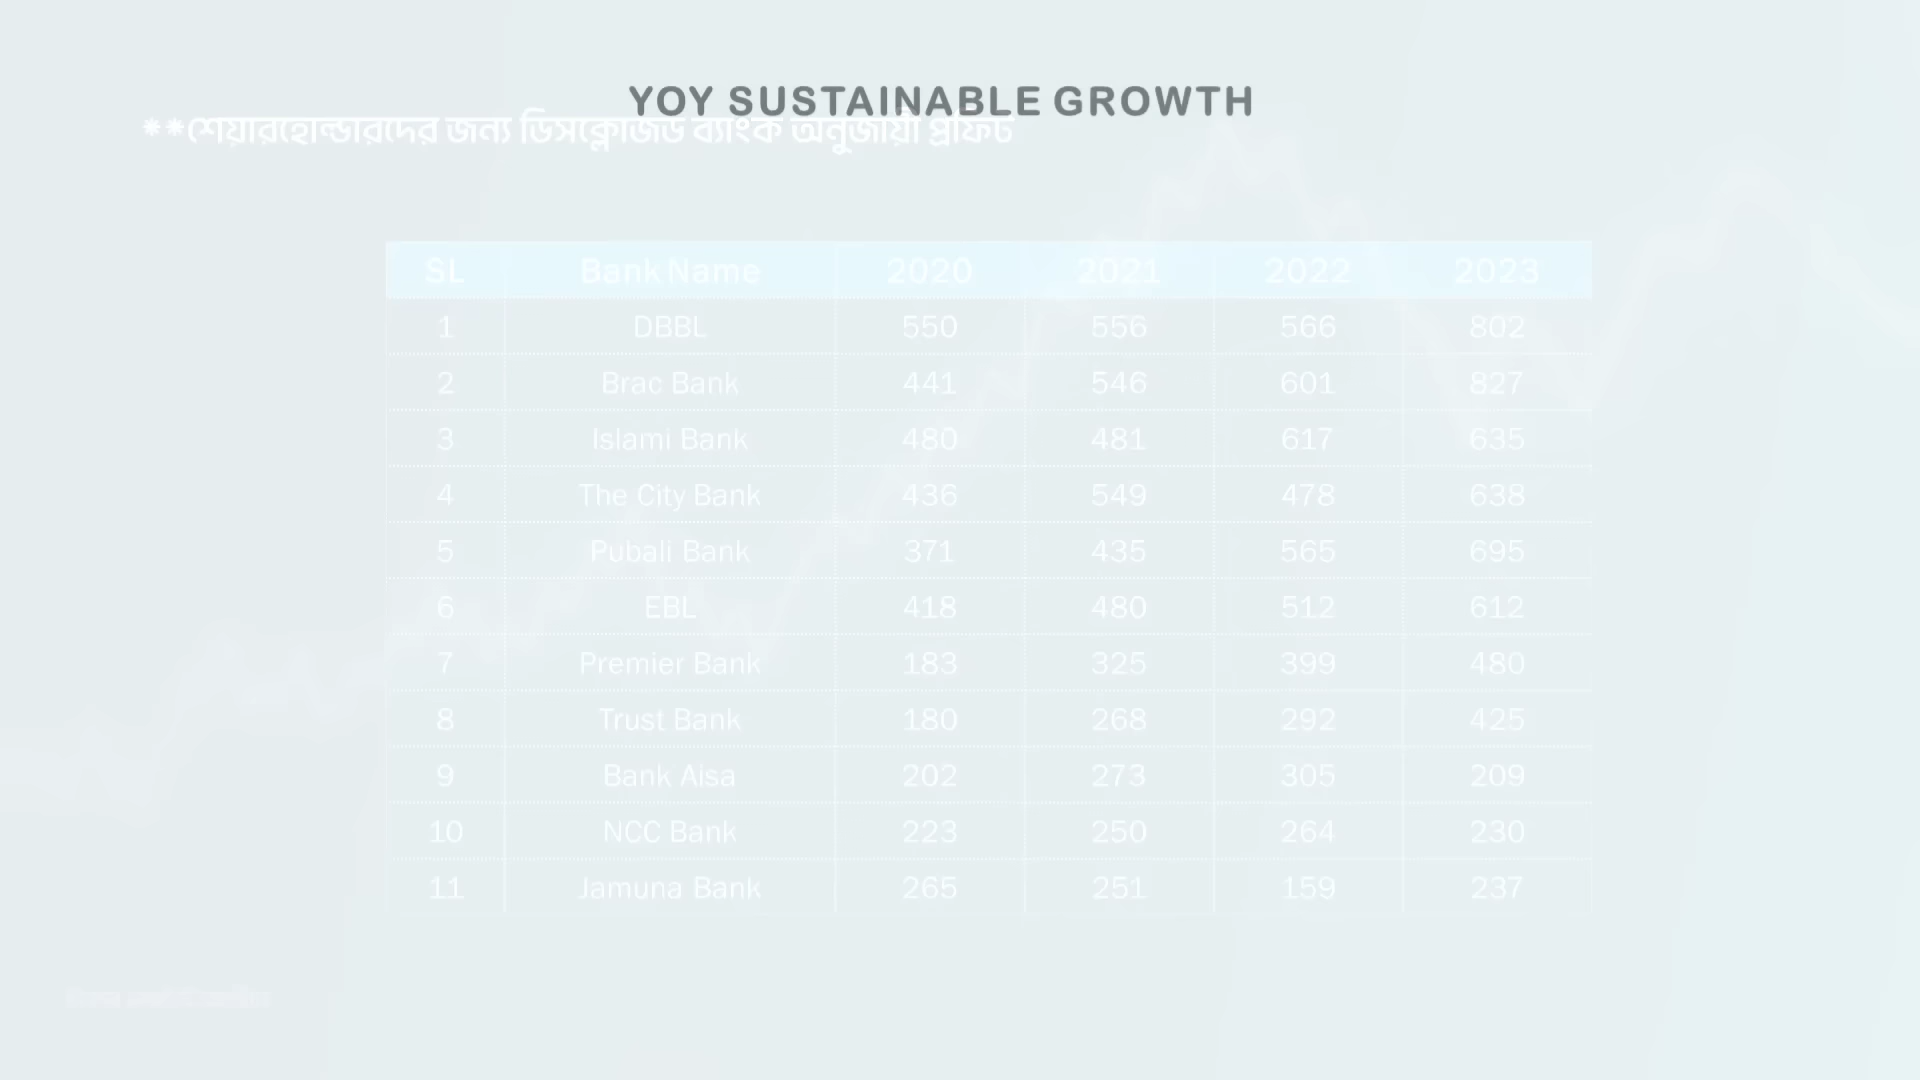 YOY SUSTAINABLE GROWTH
**শেয়ারহোল্ডারদের জন্য ডিসক্লোজড ব্যাংক অনুজায়ী প্রফিট
SL Bank Name 2020 2021 2022 2023
1 DBBL 550 556 566 802
2 Brac Bank 441 546 601 827
3 Islami Bank 480 481 617 635
4 The City Bank 436 549 478 638
5 Pubali Bank 371 435 565 695
6 EBL 418 480 512 612
7 Premier Bank 183 325 399 480
8 Trust Bank 180 268 292 425
9 Bank Aisa 202 273 305 209
10 NCC Bank 223 250 264 230
11 Jamuna Bank 265 251 159 237